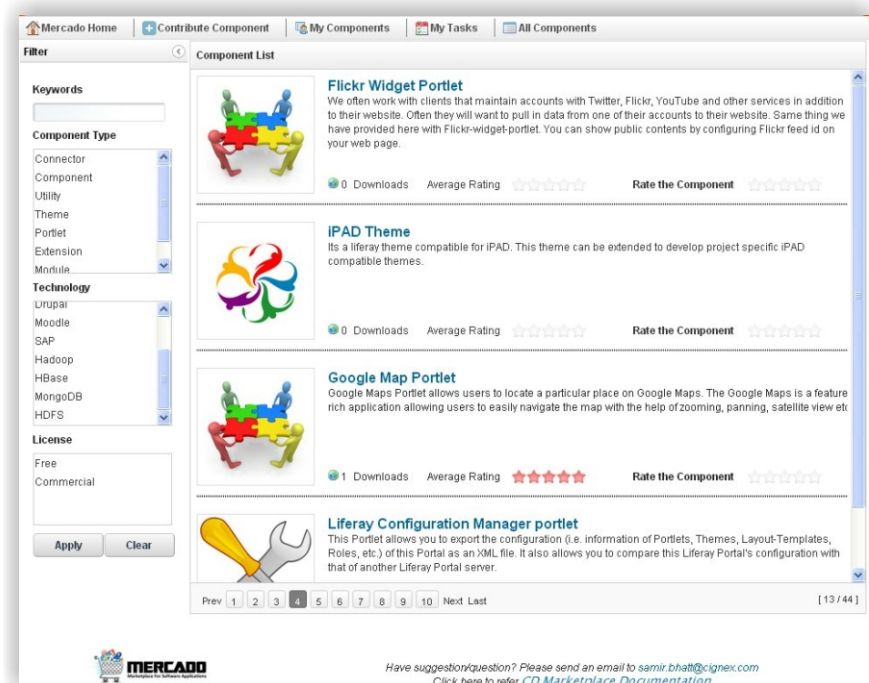 Mercado Home Contribute Component My Components My Tasks All Components
Filter
Component List
Keywords
Component Type
Connector
Component
Utility
Theme
Portlet
Extension
Module
Technology
Drupal
Moodle
SAP
Hadoop
HBase
MongoDB
HDFS
License
Free
Commercial
Apply Clear
Flickr Widget Portlet
We often work with clients that maintain accounts with Twitter, Flickr, YouTube and other services in addition
to their website. Often they will want to pull in data from one of their accounts to their website. Same thing we
have provided here with Flickr-widget-portlet. You can show public contents by configuring Flickr feed id on
your web page.
0 Downloads Average Rating Rate the Component
iPAD Theme
Its a liferay theme compatible for iPAD. This theme can be extended to develop project specific iPAD
compatible themes.
0 Downloads Average Rating Rate the Component
Google Map Portlet
Google Maps Portlet allows users to locate a particular place on Google Maps. The Google Maps is a feature
rich application allowing users to easily navigate the map with the help of zooming, panning, satellite view etc
1 Downloads Average Rating Rate the Component
Liferay Configuration Manager portlet
This Portlet allows you to export the configuration (i.e. information of Portlets, Themes, Layout-Templates,
Roles, etc.) of this Portal as an XML file. It also allows you to compare this Liferay Portal's configuration with
that of another Liferay Portal server.
Prev 1 2 3 4 5 6 7 8 9 10 Next Last [ 13 / 44 ]
MERCADO
Marketplace For Software Applications
Have suggestion/question? Please send an email to samir.bhatt@cignex.com
Click here to refer CD Marketplace Documentation